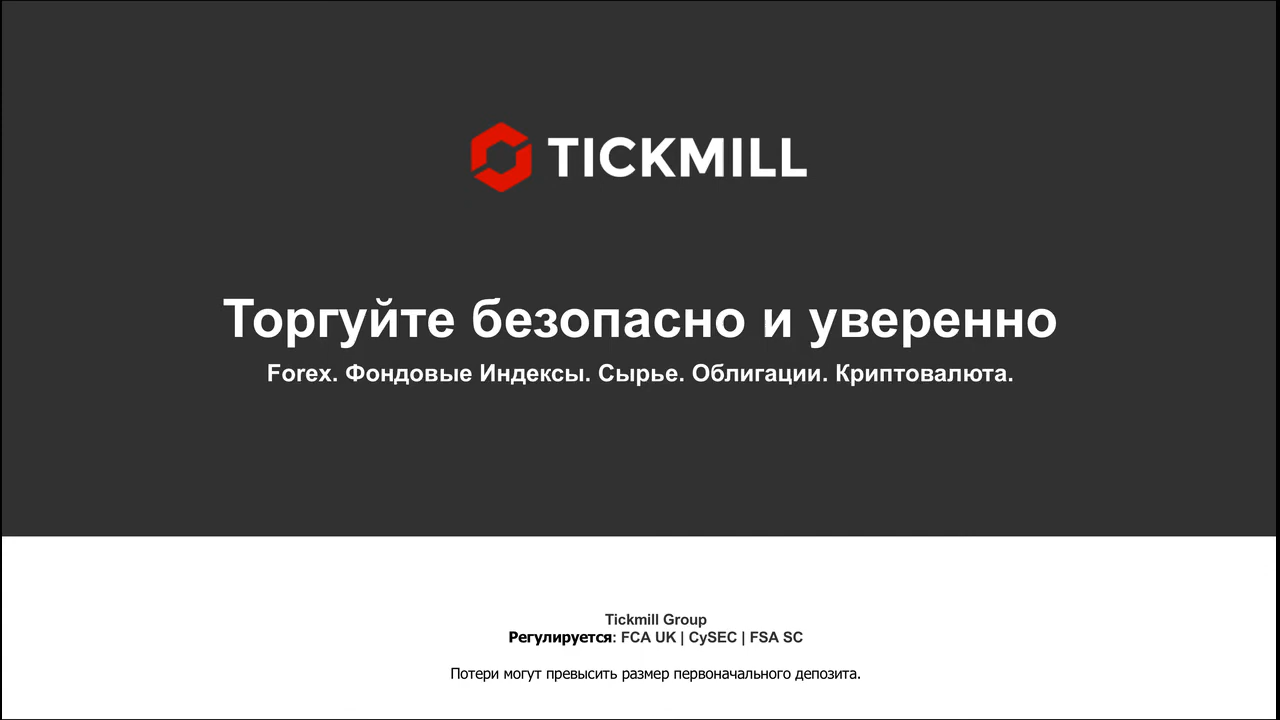 TICKMILL
Торгуйте безопасно и уверенно
Forex. Фондовые Индексы. Сырье. Облигации. Криптовалюта.
Tickmill Group
Регулируется: FCA UK | CySEC | FSA SC
Потери могут превысить размер первоначального депозита.